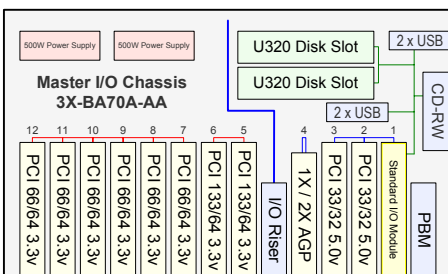 500W Power Supply
500W Power Supply
U320 Disk Slot
2 x USB
Master I/O Chassis
3X-BA70A-AA
U320 Disk Slot
CD-RW
2 x USB
12
11
10
9
8
7
6
5
4
3
2
1
PCI 66/64 3.3v
PCI 66/64 3.3v
PCI 66/64 3.3v
PCI 66/64 3.3v
PCI 66/64 3.3v
PCI 66/64 3.3v
PCI 133/64 3.3v
PCI 133/64 3.3v
I/O Riser
1X / 2X AGP
PCI 33/32 5.0v
PCI 33/32 5.0v
Standard I/O Module
PBM